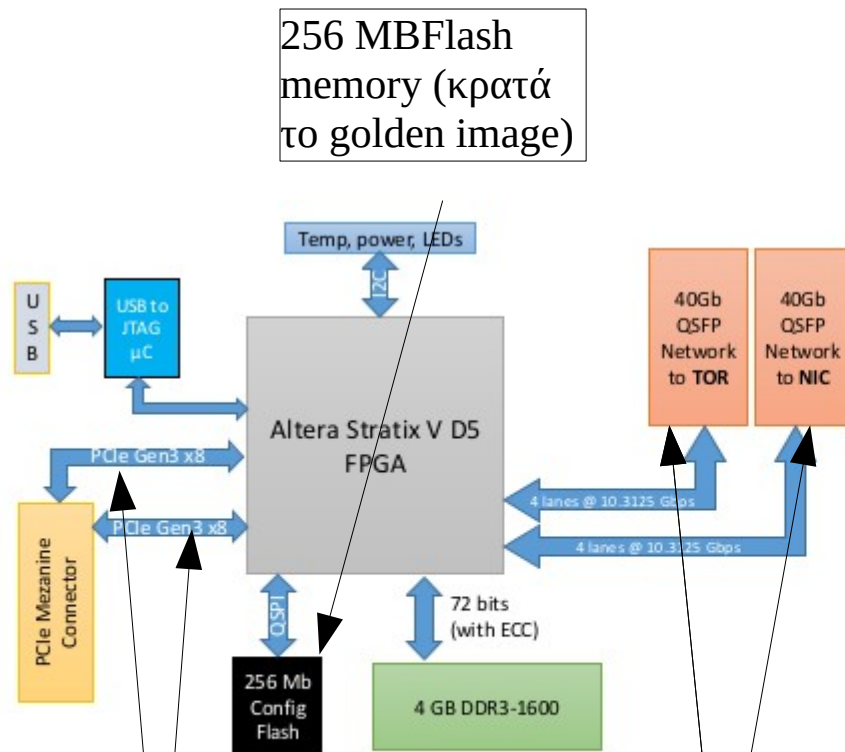 256 MBFlash
memory (κρατά
το golden image)
Temp, power, LEDs
I2C
U
S
B
USB to
JTAG
µC
40Gb
QSFP
Network
to TOR
40Gb
QSFP
Network
to NIC
Altera Stratix V D5
FPGA
PCIe Gen3 x8
PCIe Gen3 x8
4 lanes @ 10.3125 Gbps
4 lanes @ 10.3125 Gbps
PCIe Mezanine
Connector
QSPI
72 bits
(with ECC)
256 Mb
Config
Flash
4 GB DDR3-1600